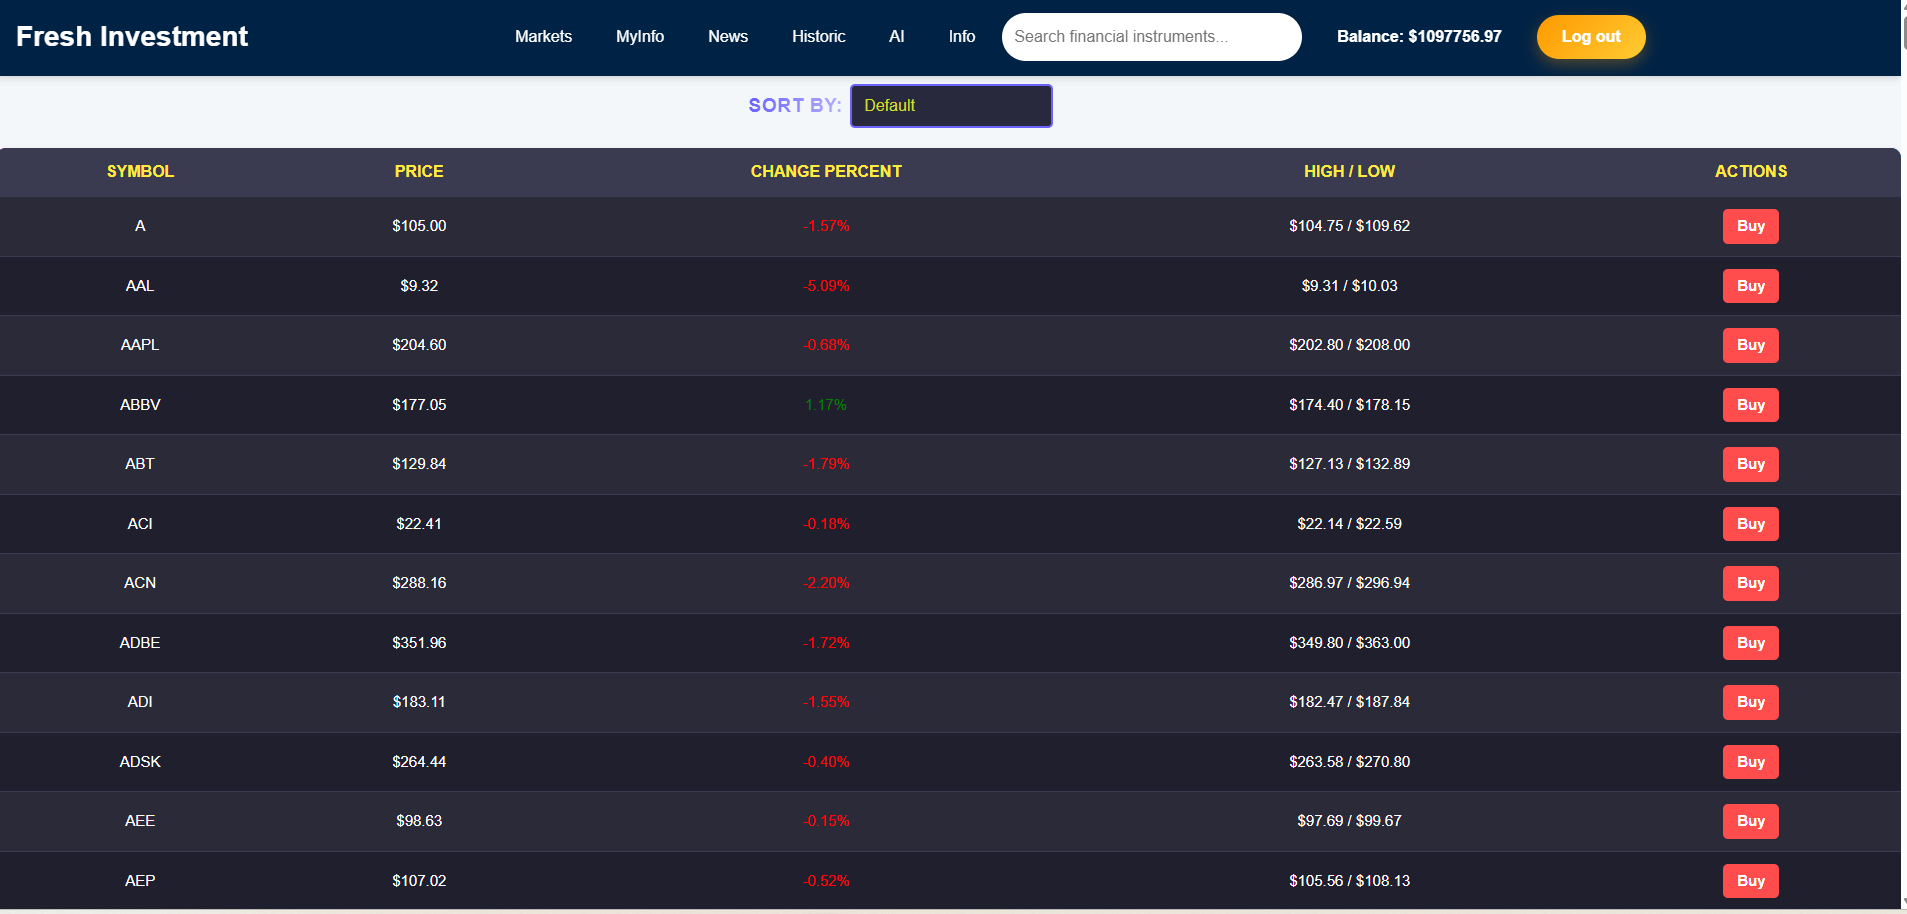 Fresh Investment Markets MyInfo News Historic AI Info Search financial instruments... Balance: $1097756.97 Log out
SORT BY: Default
SYMBOL PRICE CHANGE PERCENT HIGH / LOW ACTIONS
A $105.00 -1.57% $104.75 / $109.62 Buy
AAL $9.32 -5.09% $9.31 / $10.03 Buy
AAPL $204.60 -0.68% $202.80 / $208.00 Buy
ABBV $177.05 1.17% $174.40 / $178.15 Buy
ABT $129.84 -1.79% $127.13 / $132.89 Buy
ACI $22.41 -0.18% $22.14 / $22.59 Buy
ACN $288.16 -2.20% $286.97 / $296.94 Buy
ADBE $351.96 -1.72% $349.80 / $363.00 Buy
ADI $183.11 -1.55% $182.47 / $187.84 Buy
ADSK $264.44 -0.40% $263.58 / $270.80 Buy
AEE $98.63 -0.15% $97.69 / $99.67 Buy
AEP $107.02 -0.52% $105.56 / $108.13 Buy